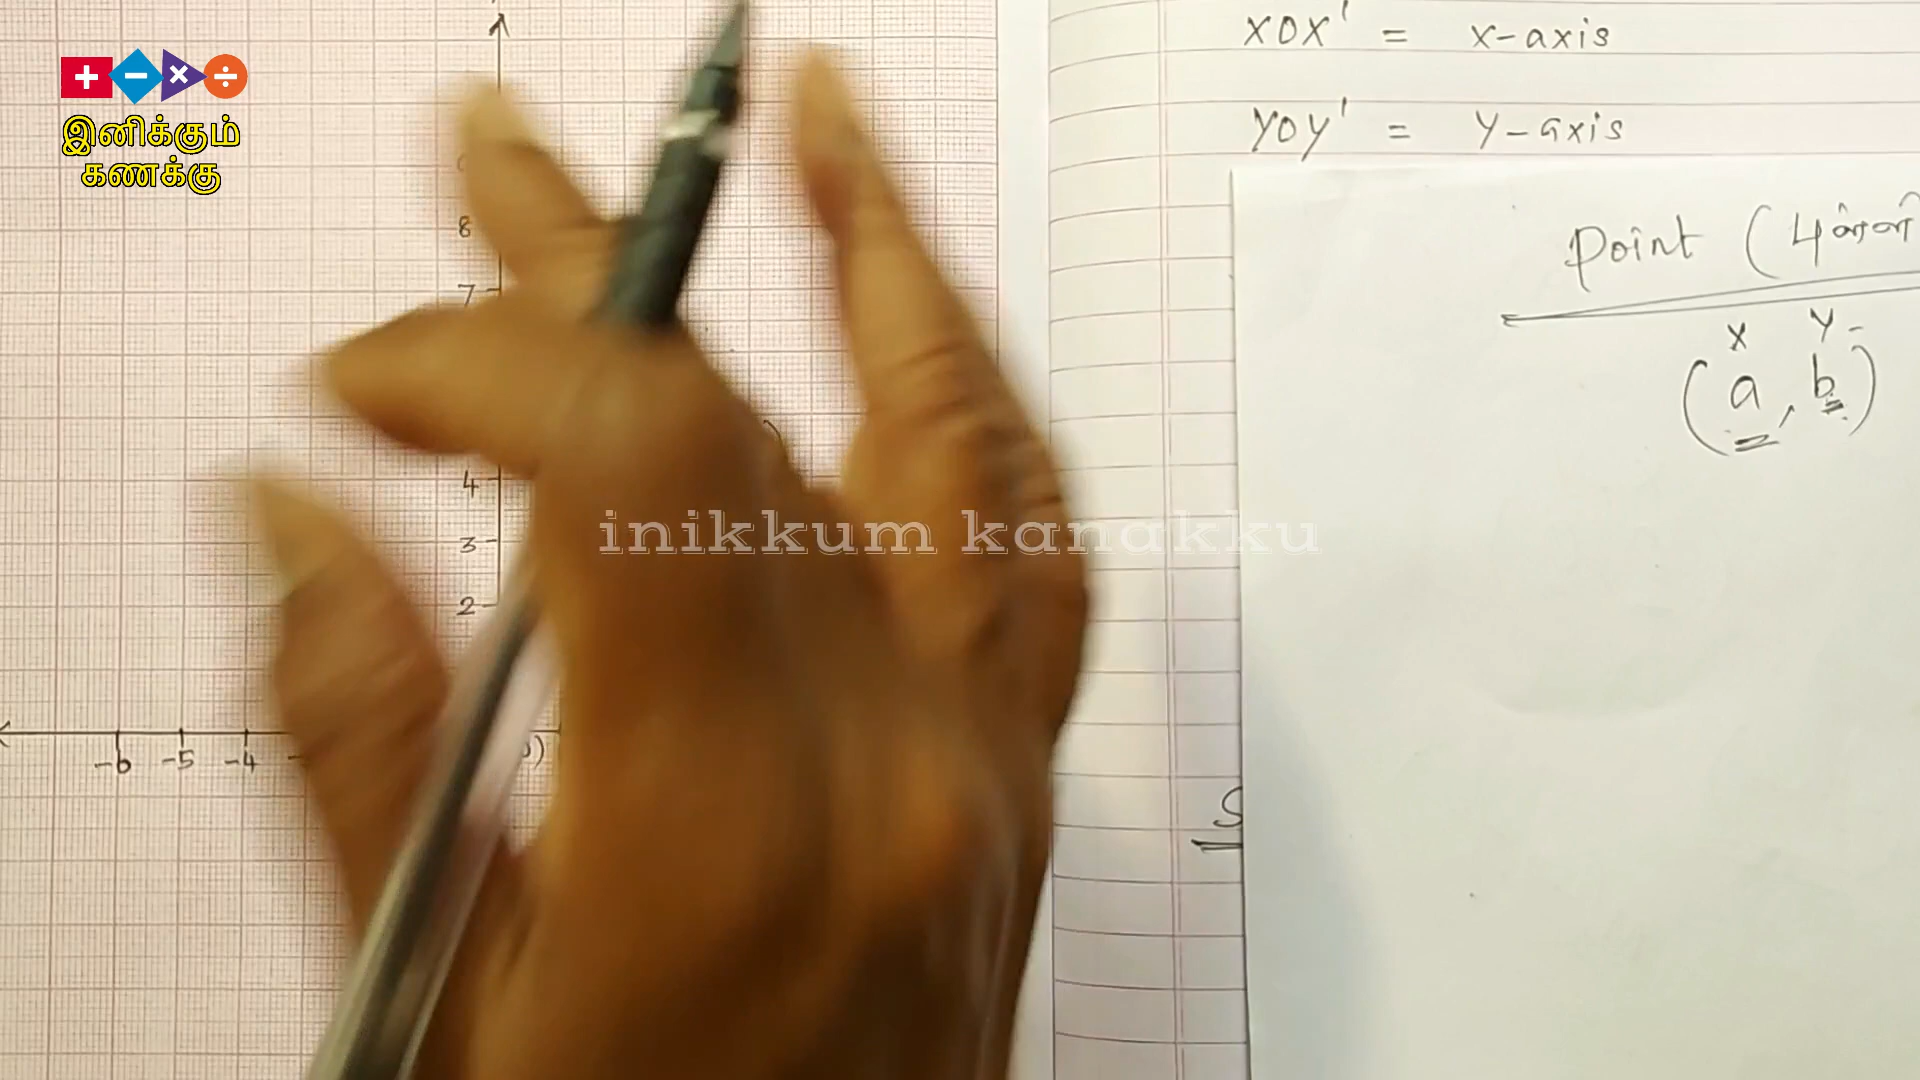 இனிக்கும்
கணக்கு
XOX' = X-axis
YOY' = Y-axis
Point (புள்ளி
X Y
(a, b)
8
7
4
3
2
-6 -5 -4
inikkum kanakku
S